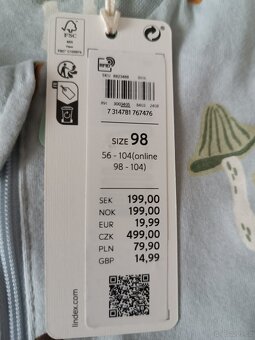 FSC
RFID
7 314781 767476
SIZE 98
56 - 104(online
98 - 104)
SEK 199,00
NOK 199,00
EUR 19,99
CZK 499,00
PLN 79,90
GBP 14,99
lindex.com